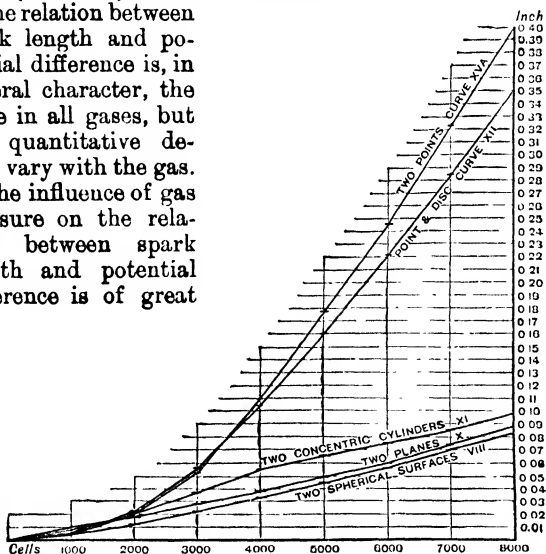 he relation between
k length and po-
ial difference is, in
eral character, the
e in all gases, but
quantitative de-
vary with the gas.
he influence of gas
sure on the rela-
between spark
th and potential
erence is of great
Inch
0.40
0.39
0.38
0.37
0.36
0.35
0.34
0.33
0.32
0.31
0.30
0.29
0.28
0.27
0.26
0.25
0.24
0.23
0.22
0.21
0.20
0.19
0.18
0.17
0.16
0.15
0.14
0.13
0.12
0.11
0.10
0.09
0.08
0.07
0.06
0.05
0.04
0.03
0.02
0.01
TWO POINTS CURVE XVA
POINT & DISC CURVE XII
TWO CONCENTRIC CYLINDERS XI
TWO PLANES X
TWO SPHERICAL SURFACES VIII
Cells 1000 2000 3000 4000 5000 6000 7000 8000